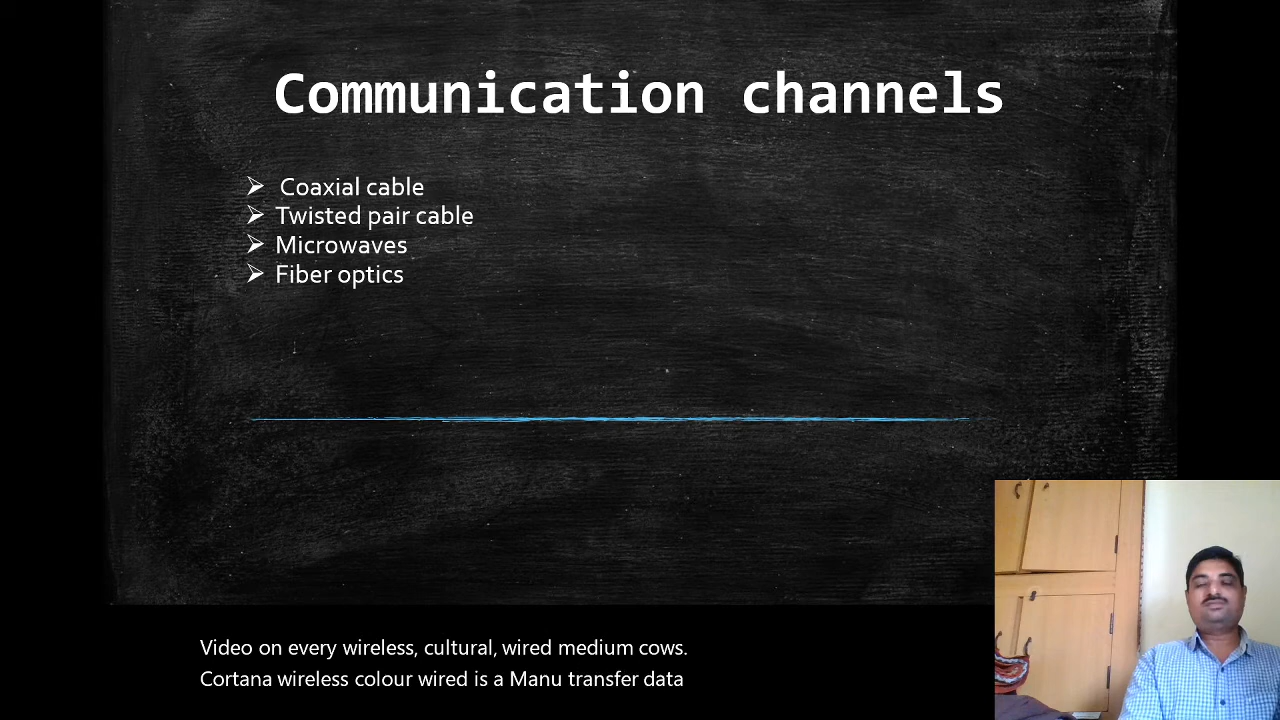 Communication channels
Coaxial cable
Twisted pair cable
Microwaves
Fiber optics
Video on every wireless, cultural, wired medium cows.
Cortana wireless colour wired is a Manu transfer data